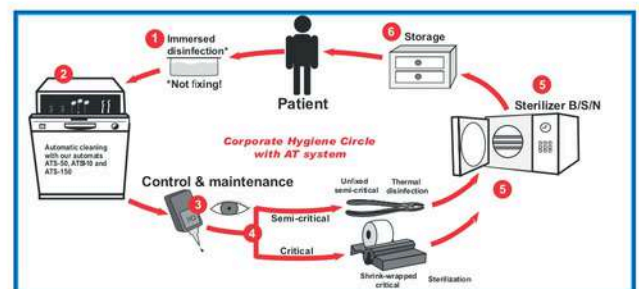 1
Immersed
disinfection*
*Not fixing!
Patient
6 Storage
5
Sterilizer B/S/N
2
Automatic cleaning
with our automats
ATS-50, ATB-10 and
ATS-150
Corporate Hygiene Circle
with AT system
Control & maintenance
3
4
Semi-critical
Critical
Unfixed
semi-critical
Thermal
disinfection
5
Shrink-wrapped
critical
Sterilization